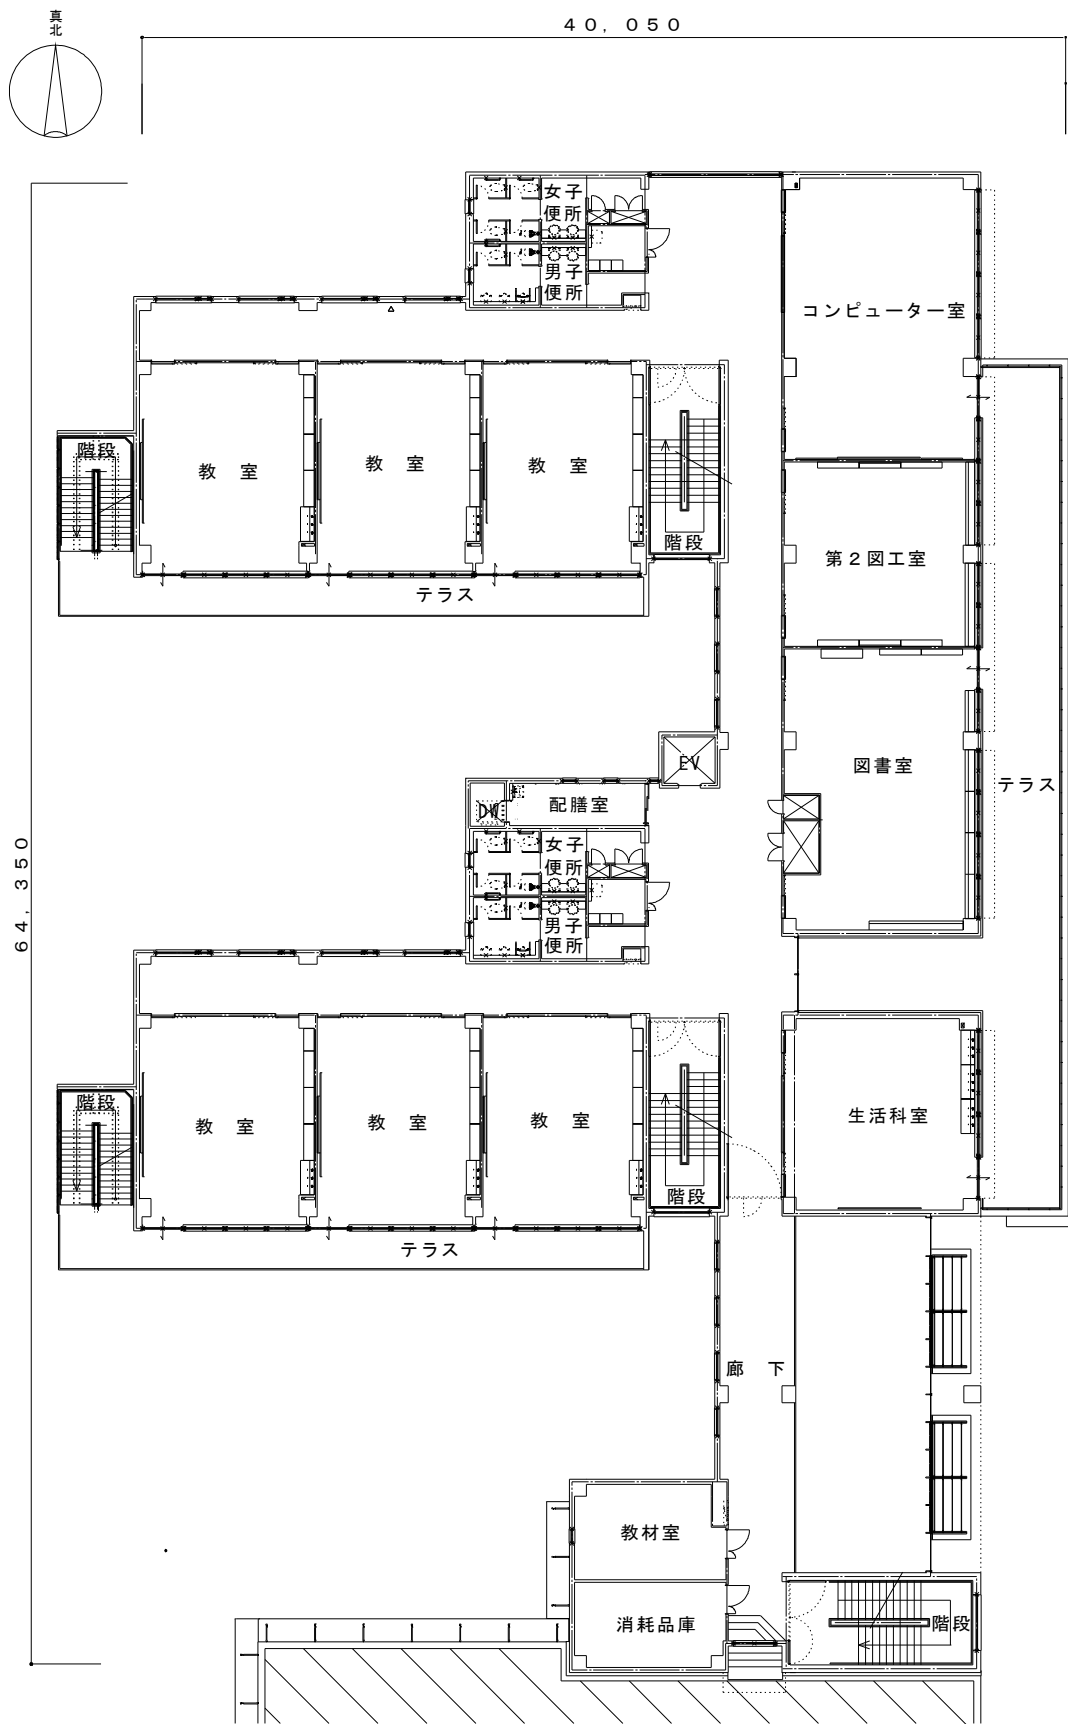 真
北
40,050
女子
便所
男子
便所
コンピューター室
階段
教 室
教 室
教 室
階段
第2図工室
テラス
64,350
EV
図書室
テラス
DW
配膳室
女子
便所
男子
便所
階段
教 室
教 室
教 室
生活科室
階段
テラス
廊 下
教材室
消耗品庫
階段